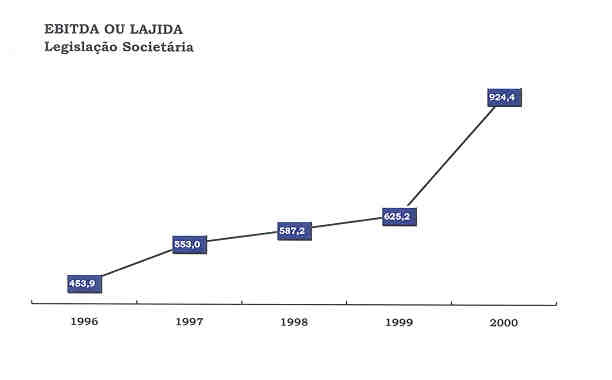 EBITDA OU LAJIDA
Legislação Societária
924,4
625,2
587,2
553,0
453,9
1996 1997 1998 1999 2000